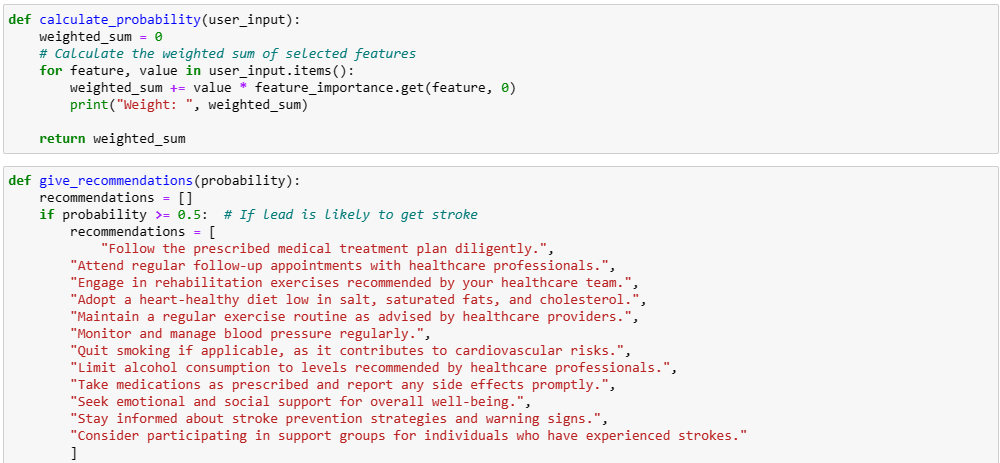 def calculate_probability(user_input):
    weighted_sum = 0
    # Calculate the weighted sum of selected features
    for feature, value in user_input.items():
        weighted_sum += value * feature_importance.get(feature, 0)
        print("Weight: ", weighted_sum)

    return weighted_sum

def give_recommendations(probability):
    recommendations = []
    if probability >= 0.5:  # If lead is likely to get stroke
        recommendations = [
            "Follow the prescribed medical treatment plan diligently.",
        "Attend regular follow-up appointments with healthcare professionals.",
        "Engage in rehabilitation exercises recommended by your healthcare team.",
        "Adopt a heart-healthy diet low in salt, saturated fats, and cholesterol.",
        "Maintain a regular exercise routine as advised by healthcare providers.",
        "Monitor and manage blood pressure regularly.",
        "Quit smoking if applicable, as it contributes to cardiovascular risks.",
        "Limit alcohol consumption to levels recommended by healthcare professionals.",
        "Take medications as prescribed and report any side effects promptly.",
        "Seek emotional and social support for overall well-being.",
        "Stay informed about stroke prevention strategies and warning signs.",
        "Consider participating in support groups for individuals who have experienced strokes."
        ]